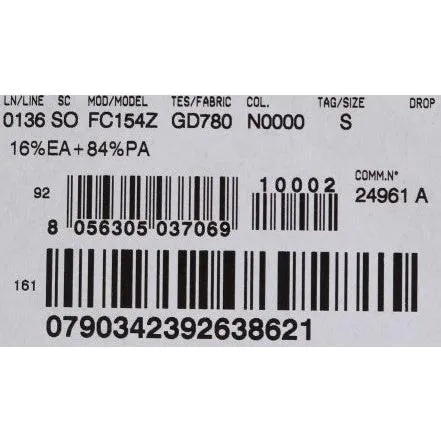 LN/LINE SC MOD/MODEL TES/FABRIC COL. TAG/SIZE DROP
0136 SO FC154Z GD780 N0000 S
16%EA+84%PA
10002 COMM.N°
92 24961 A
8 056305 037069
161
0790342392638621